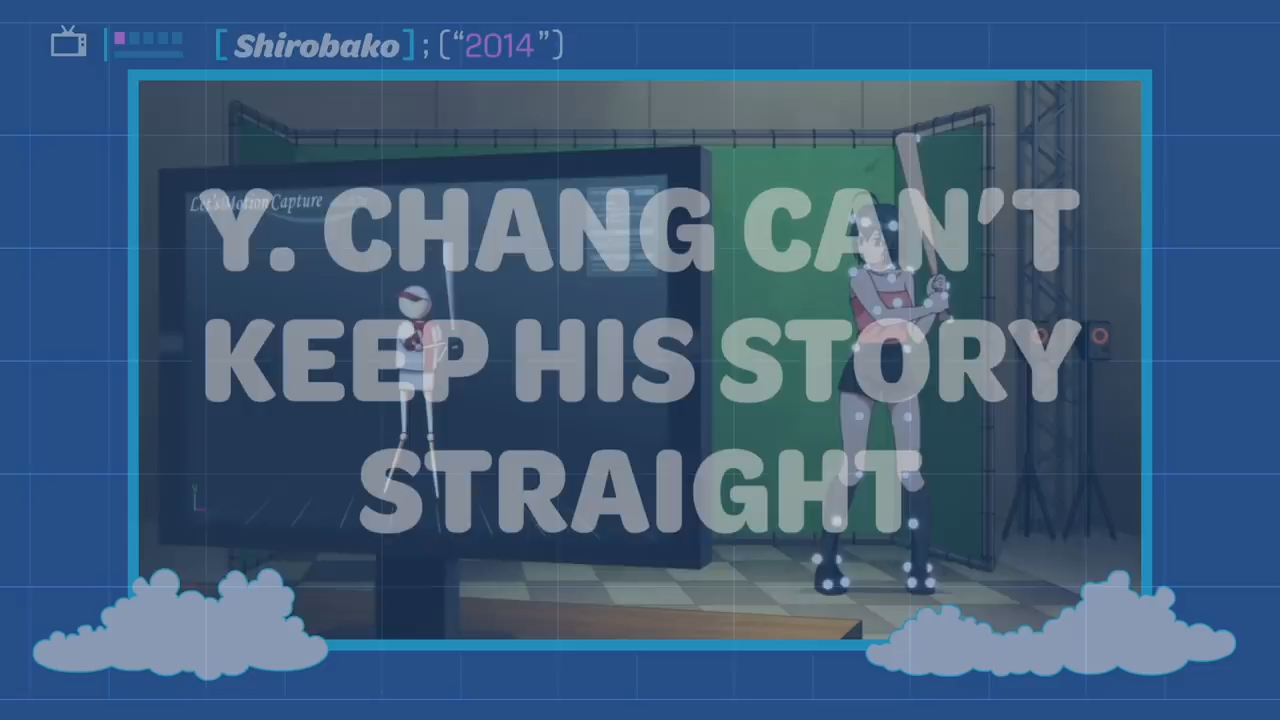 [Shirobako];(“2014”)
Let's Motion Capture
Y. CHANG CAN’T
KEEP HIS STORY
STRAIGHT